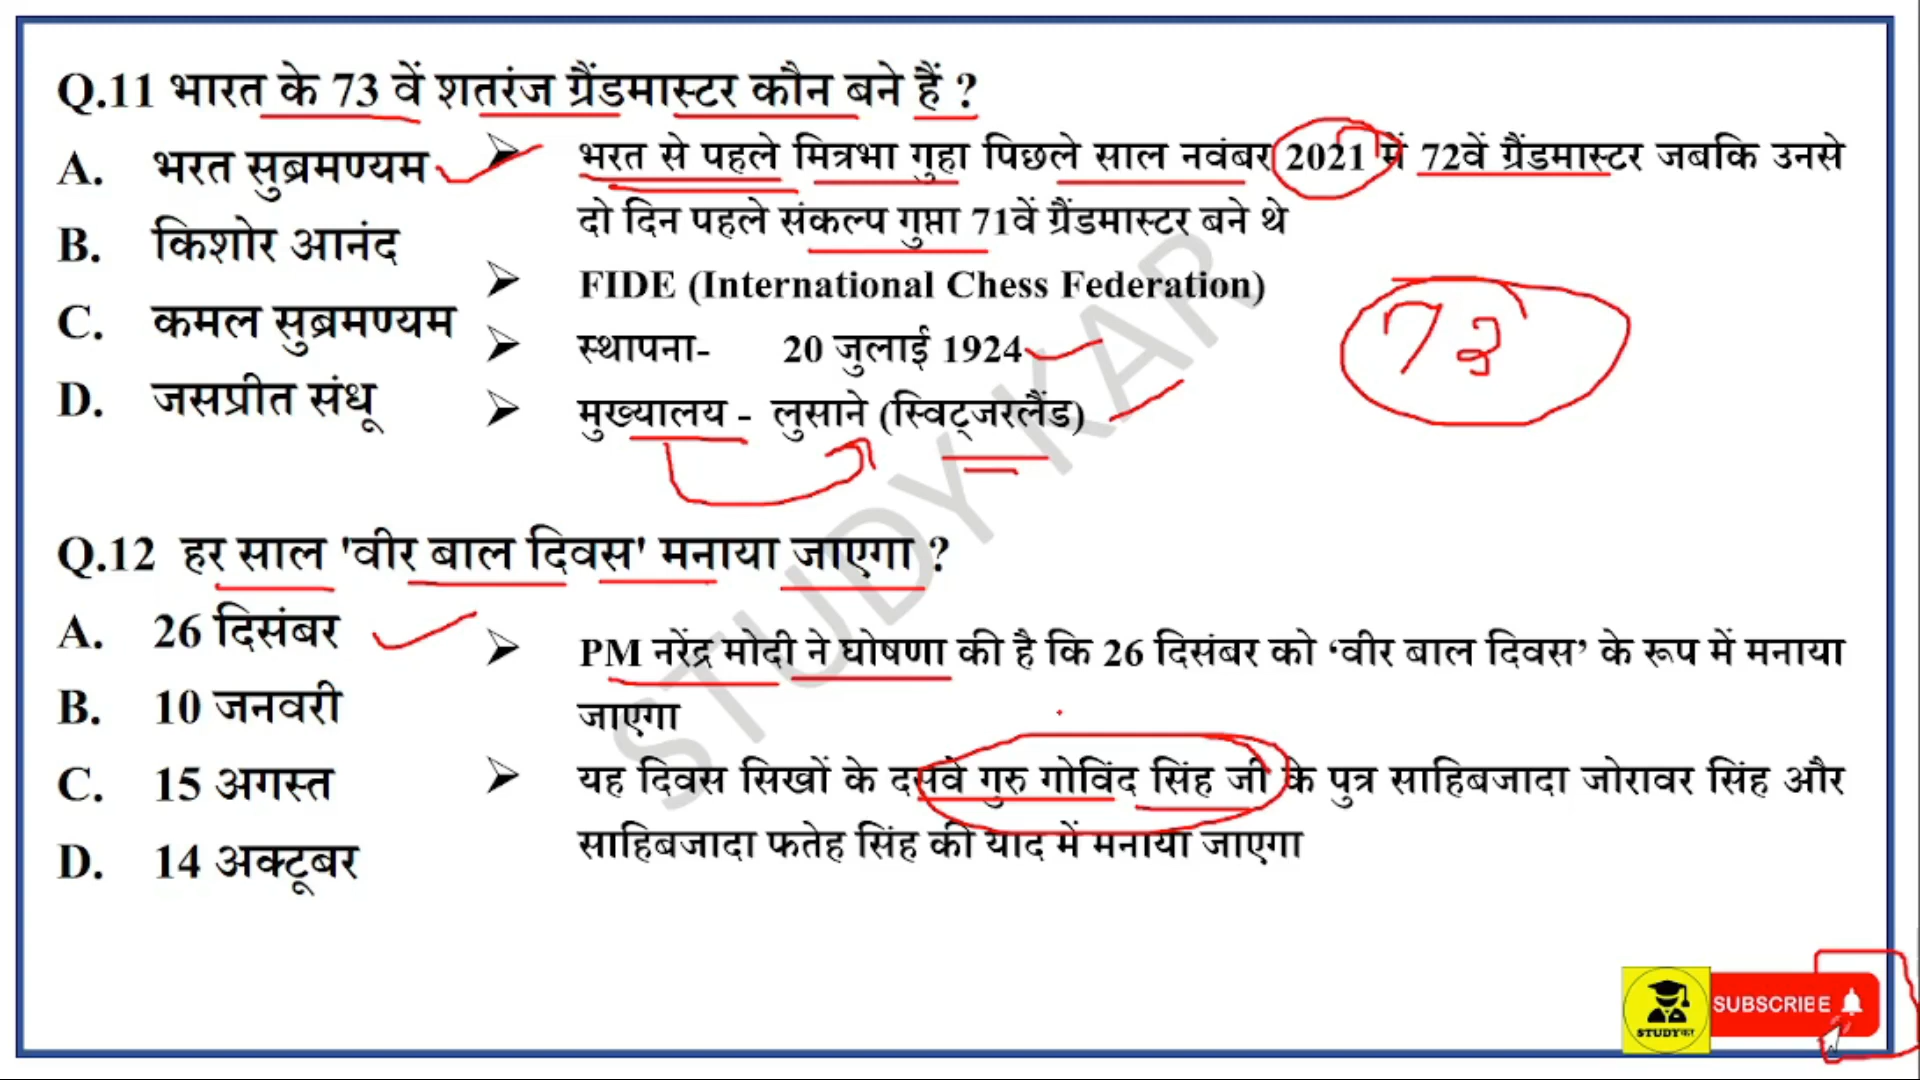 Q.11 भारत के 73 वें शतरंज ग्रैंडमास्टर कौन बने हैं ?
A. भरत सुब्रमण्यम
B. किशोर आनंद
C. कमल सुब्रमण्यम
D. जसप्रीत संधू
भरत से पहले मित्रभा गुहा पिछले साल नवंबर 2021 में 72वें ग्रैंडमास्टर जबकि उनसे
दो दिन पहले संकल्प गुप्ता 71वें ग्रैंडमास्टर बने थे
FIDE (International Chess Federation)
स्थापना- 20 जुलाई 1924
मुख्यालय - लुसाने (स्विट्जरलैंड)
73
Q.12 हर साल 'वीर बाल दिवस' मनाया जाएगा ?
A. 26 दिसंबर
B. 10 जनवरी
C. 15 अगस्त
D. 14 अक्टूबर
PM नरेंद्र मोदी ने घोषणा की है कि 26 दिसंबर को ‘वीर बाल दिवस’ के रूप में मनाया
जाएगा
यह दिवस सिखों के दसवें गुरु गोविंद सिंह जी के पुत्र साहिबजादा जोरावर सिंह और
साहिबजादा फतेह सिंह की याद में मनाया जाएगा
STUDY KAR
STUDYकर
SUBSCRIBE